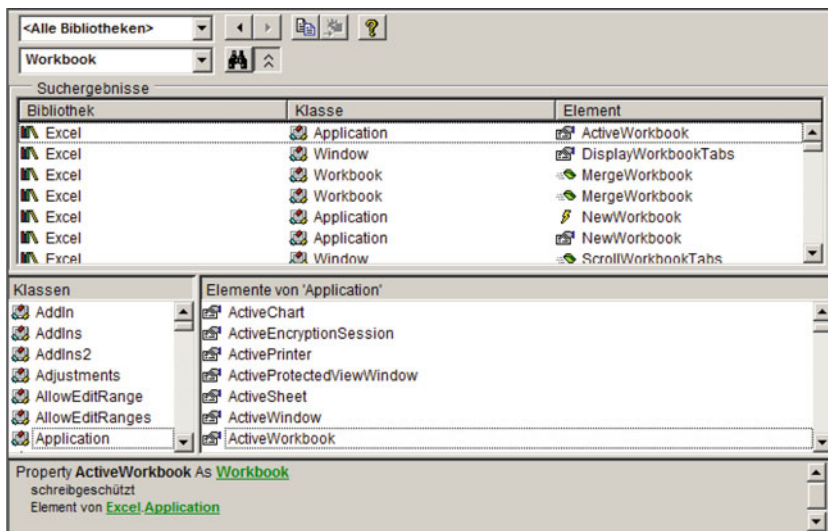 <Alle Bibliotheken>
Workbook
Suchergebnisse
Bibliothek Klasse Element
Excel Application ActiveWorkbook
Excel Window DisplayWorkbookTabs
Excel Workbook MergeWorkbook
Excel Workbook MergeWorkbook
Excel Application NewWorkbook
Excel Application NewWorkbook
Excel Window ScrollWorkbookTabs
Klassen Elemente von 'Application'
AddIn ActiveChart
AddIns ActiveEncryptionSession
AddIns2 ActivePrinter
Adjustments ActiveProtectedViewWindow
AllowEditRange ActiveSheet
AllowEditRanges ActiveWindow
Application ActiveWorkbook
Property ActiveWorkbook As Workbook
schreibgeschützt
Element von Excel.Application